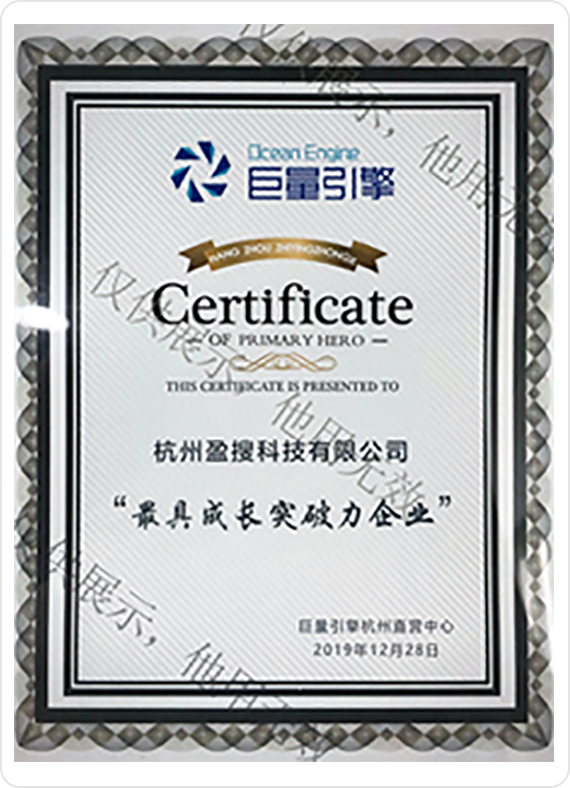 Ocean Engine
巨量引擎
Certificate
OF PRIMARY HERO
THIS CERTIFICATE IS PRESENTED TO
杭州盈搜科技有限公司
“最具成长突破力企业”
巨量引擎杭州直营中心
2019年12月28日
仅供展示，他用无效
仅供展示，他用无效
仅供展示，他用无效